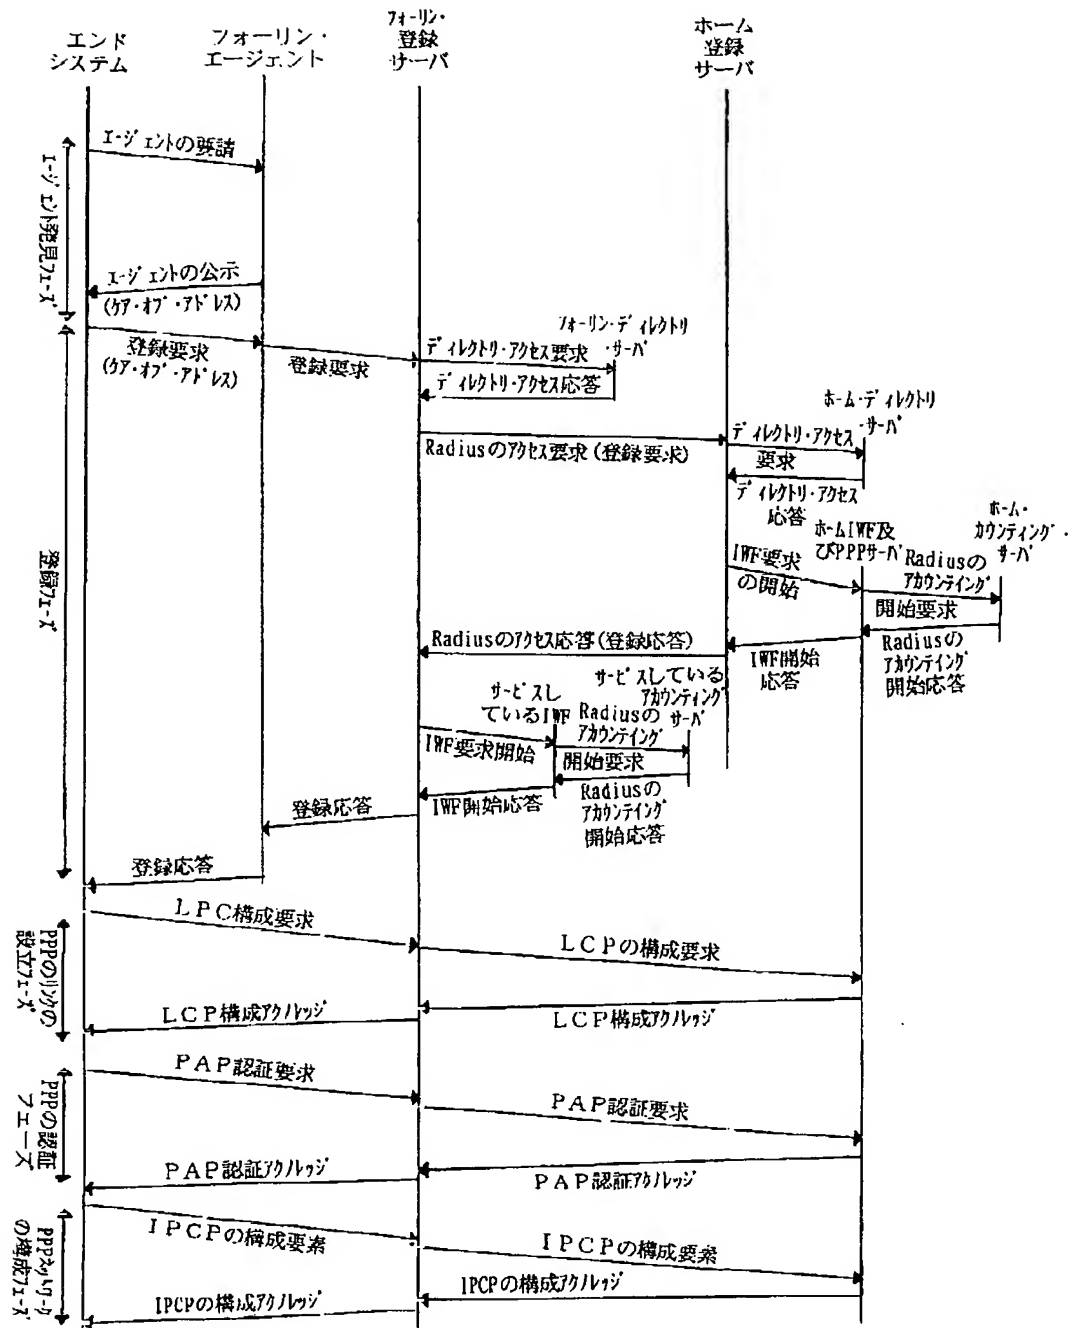 エンド
システム
フォーリン・
エージェント
フォーリン・
登録
サーバ
ホーム
登録
サーバ
エージェントの要請
エージェント発見フェーズ
エージェントの公示
(ケア・オブ・アドレス)
登録要求
(ケア・オブ・アドレス)
登録要求
フォーリン・ディレクトリ
・サーバ
ディレクトリ・アクセス要求
ディレクトリ・アクセス応答
Radiusのアクセス要求(登録要求)
ホーム・ディレクトリ
・サーバ
ディレクトリ・アクセス
要求
ディレクトリ・アクセス
応答
登録フェーズ
ホームIWF及
びPPPサーバ
ホーム・
カウンティング・
サーバ
IWF要求
の開始
Radiusの
アカウンティング
開始要求
Radiusの
アカウンティング
開始応答
IWF開始
応答
Radiusのアクセス応答(登録応答)
サービスし
ているIWF
サービスしている
アカウンティング
サーバ
IWF要求開始
Radiusの
アカウンティング
開始要求
Radiusの
アカウンティング
開始応答
IWF開始応答
登録応答
登録応答
PPPのリンクの
設立フェーズ
LPC構成要求
LCPの構成要求
LCP構成アクノレッジ
LCP構成アクノレッジ
PPPの認証
フェーズ
PAP認証要求
PAP認証要求
PAP認証アクノレッジ
PAP認証アクノレッジ
PPPネットワーク
の構成フェーズ
IPCPの構成要素
IPCPの構成要素
IPCPの構成アクノレッジ
IPCPの構成アクノレッジ